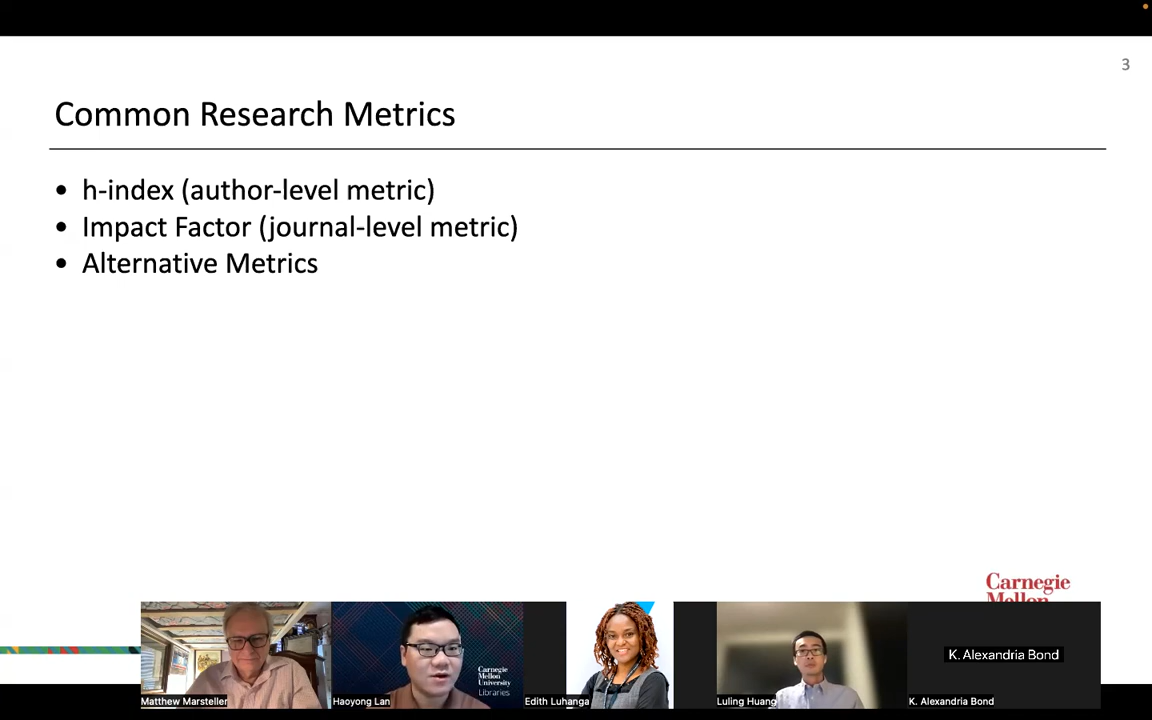 3
Common Research Metrics
• h-index (author-level metric)
• Impact Factor (journal-level metric)
• Alternative Metrics
Carnegie
Mellon
Carnegie
Mellon
University
Libraries
K. Alexandria Bond
Matthew Marsteller
Haoyong Lan
Edith Luhanga
Luling Huang
K. Alexandria Bond